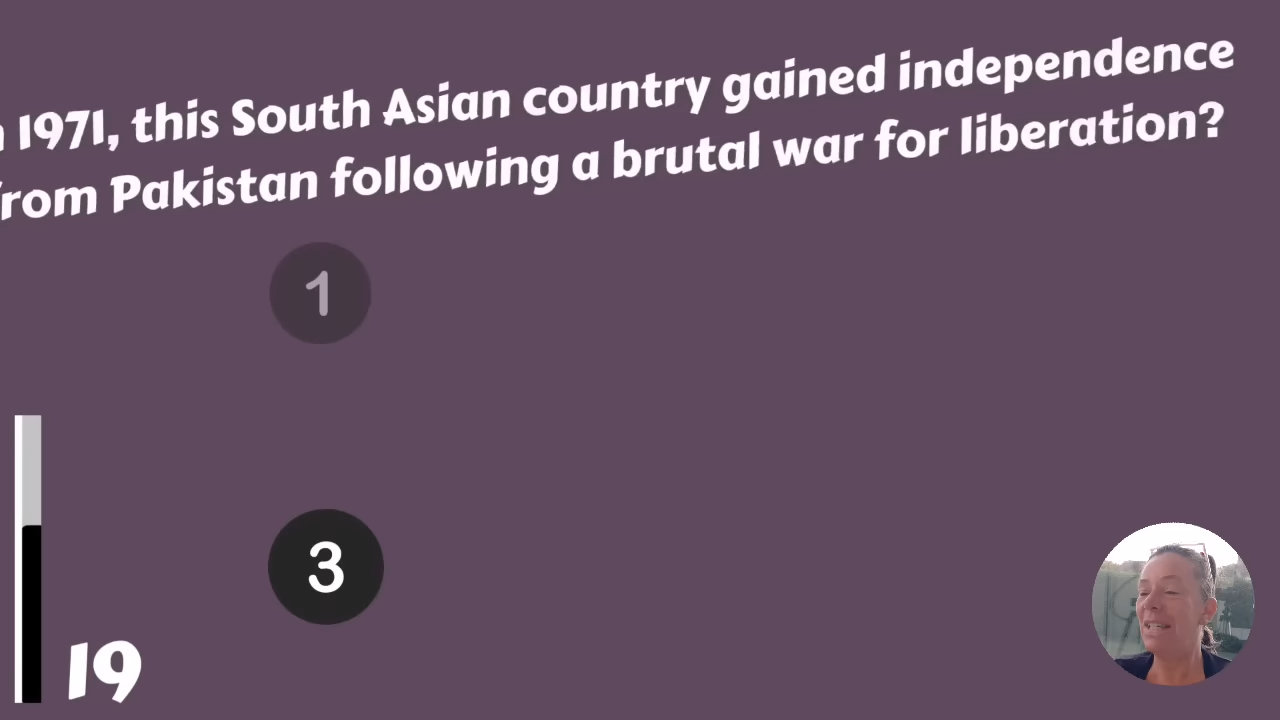 1971, this South Asian country gained independence
from Pakistan following a brutal war for liberation?
1
3
19